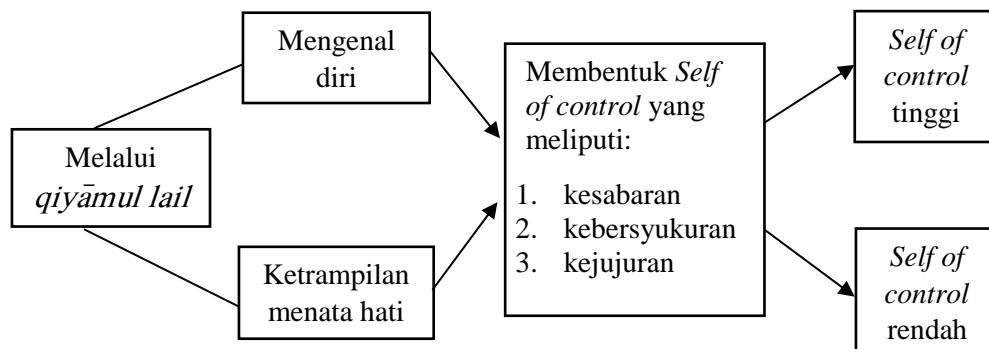 Melalui
qiyāmul lail
Mengenal
diri
Ketrampilan
menata hati
Membentuk Self
of control yang
meliputi:
1. kesabaran
2. kebersyukuran
3. kejujuran
Self of
control
tinggi
Self of
control
rendah